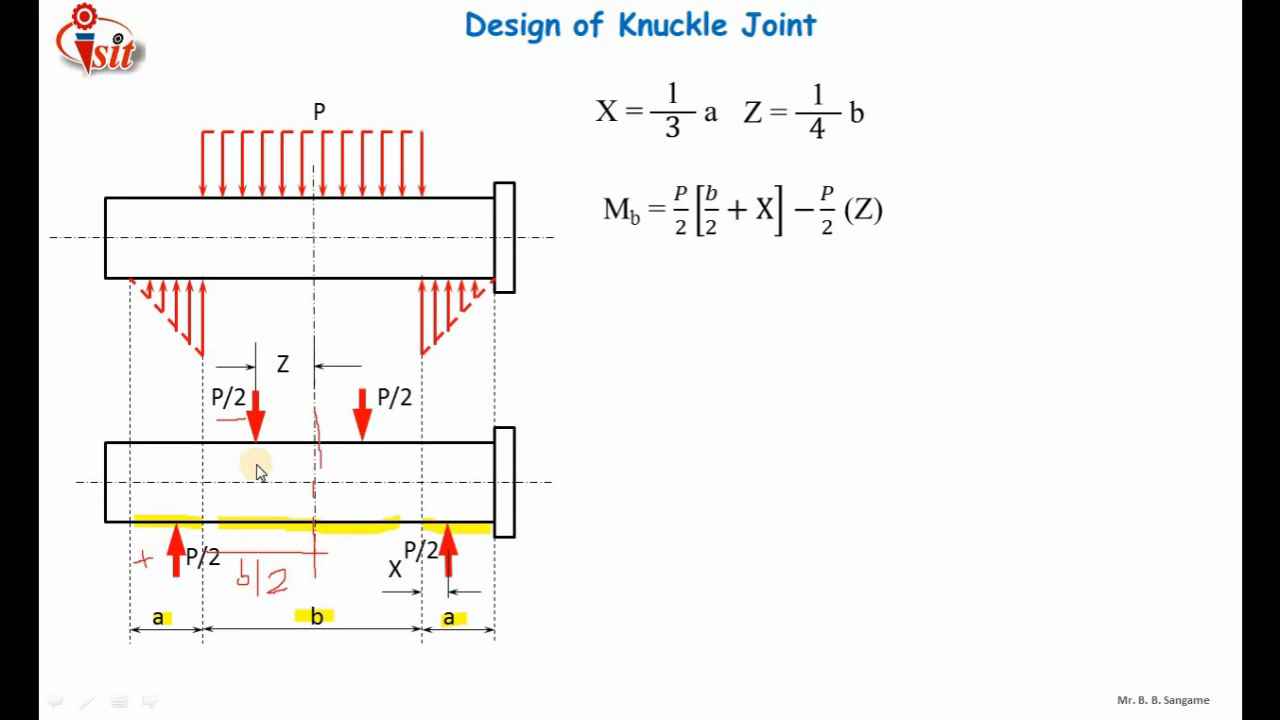 Design of Knuckle Joint
sit
P
X = 1/3 a Z = 1/4 b
M_b = P/2 [b/2 + X] − P/2 (Z)
Z
P/2 P/2
+ P/2 P/2
b/2 X
a b a
Mr. B. B. Sangame